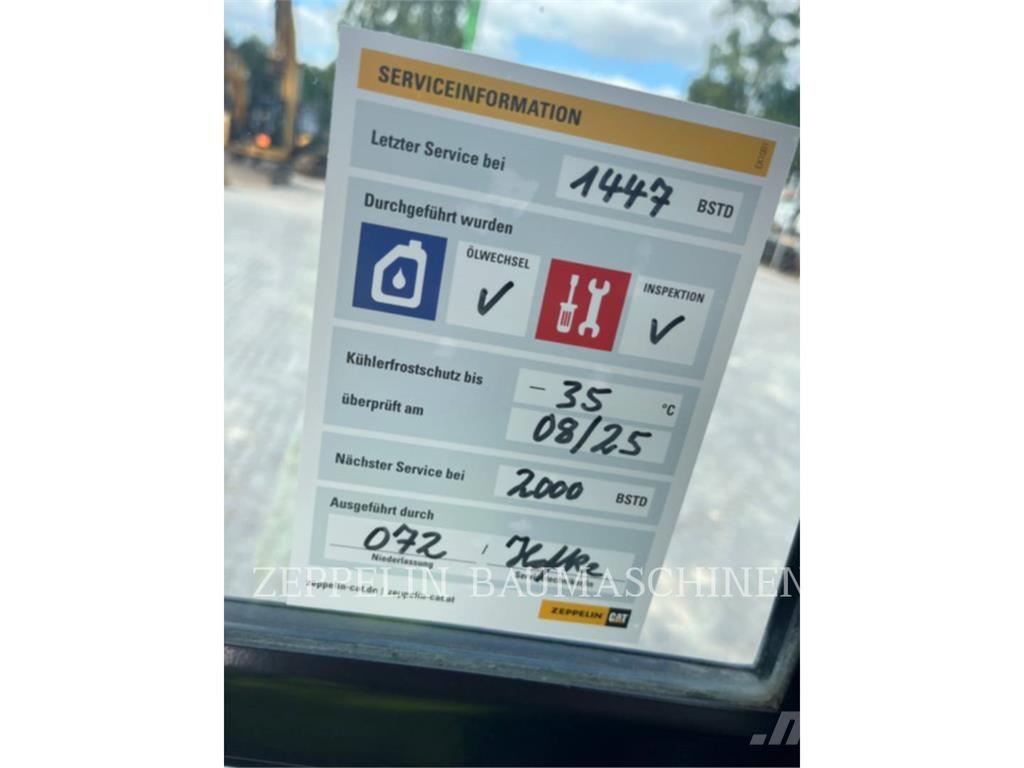 SERVICEINFORMATION
EX1501
Letzter Service bei 1447 BSTD
Durchgeführt wurden
ÖLWECHSEL ✓ INSPEKTION ✓
Kühlerfrostschutz bis – 35 °C
überprüft am 08/25
Nächster Service bei 2000 BSTD
Ausgeführt durch
072 /
Niederlassung
zeppelin-cat.de | zeppelin-cat.at
ZEPPELIN CAT
ZEPPELIN BAUMASCHINEN